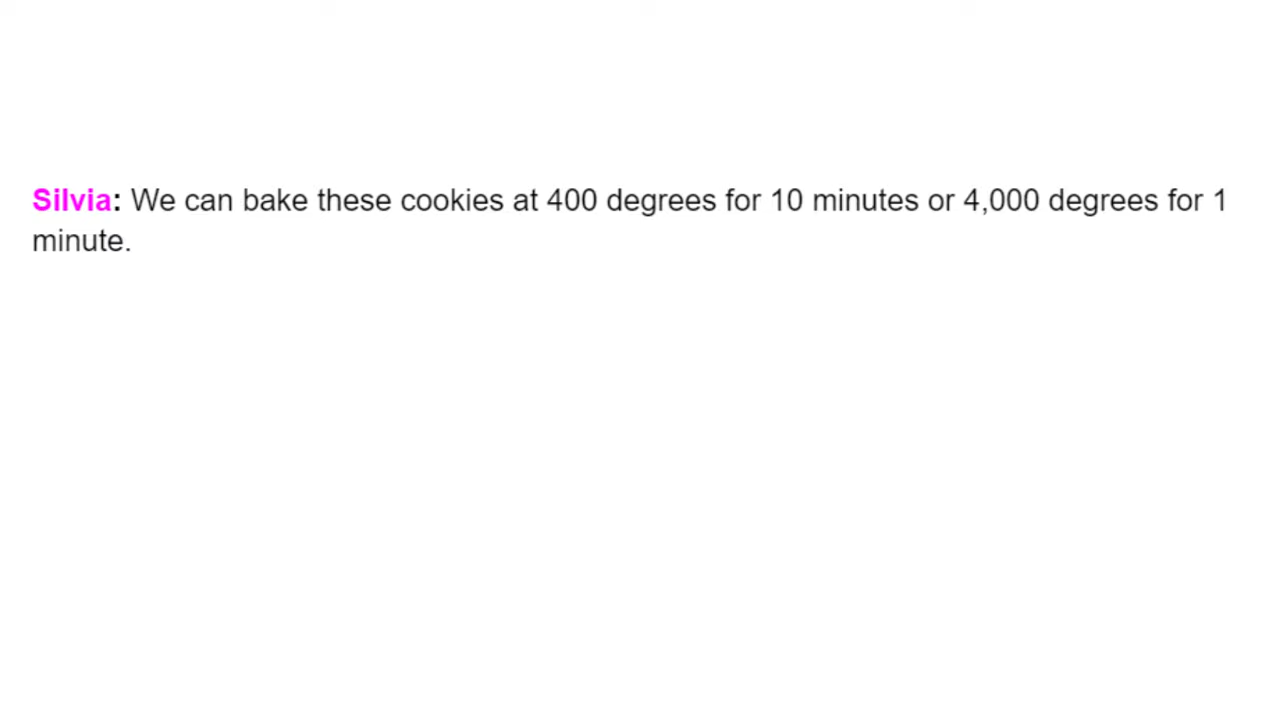 Silvia: We can bake these cookies at 400 degrees for 10 minutes or 4,000 degrees for 1
minute.